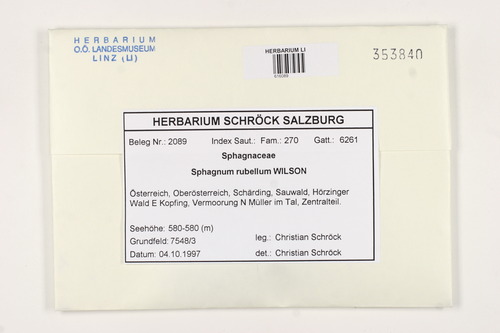 HERBARIUM
O.Ö. LANDESMUSEUM
LINZ (LI)
HERBARIUM LI
353840
HERBARIUM SCHRÖCK SALZBURG
Beleg Nr.: 2089 Index Saut.: Fam.: 270 Gatt.: 6261
Sphagnaceae
Sphagnum rubellum WILSON
Österreich, Oberösterreich, Schärding, Sauwald, Hörzinger
Wald E Kopfing, Vermoorung N Müller im Tal, Zentralteil.
Seehöhe: 580-580 (m)
Grundfeld: 7548/3 leg.: Christian Schröck
Datum: 04.10.1997 det.: Christian Schröck